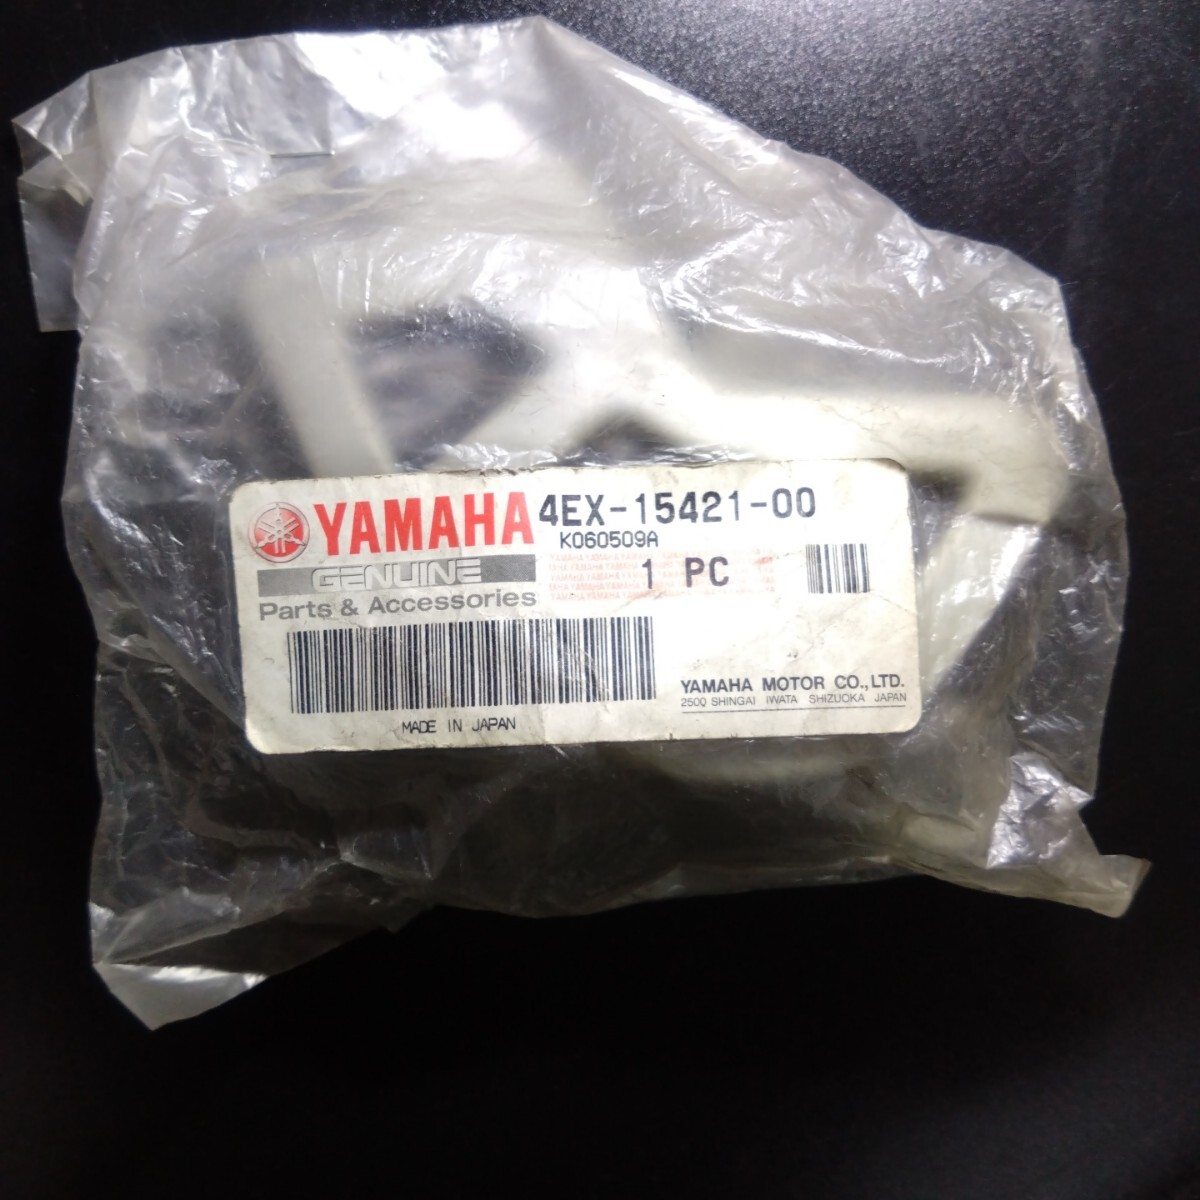 YAMAHA 4EX-15421-00
K060509A
GENUINE
1 PC
Parts & Accessories
YAMAHA MOTOR CO.,LTD.
2500 SHINGAI IWATA SHIZUOKA JAPAN
MADE IN JAPAN